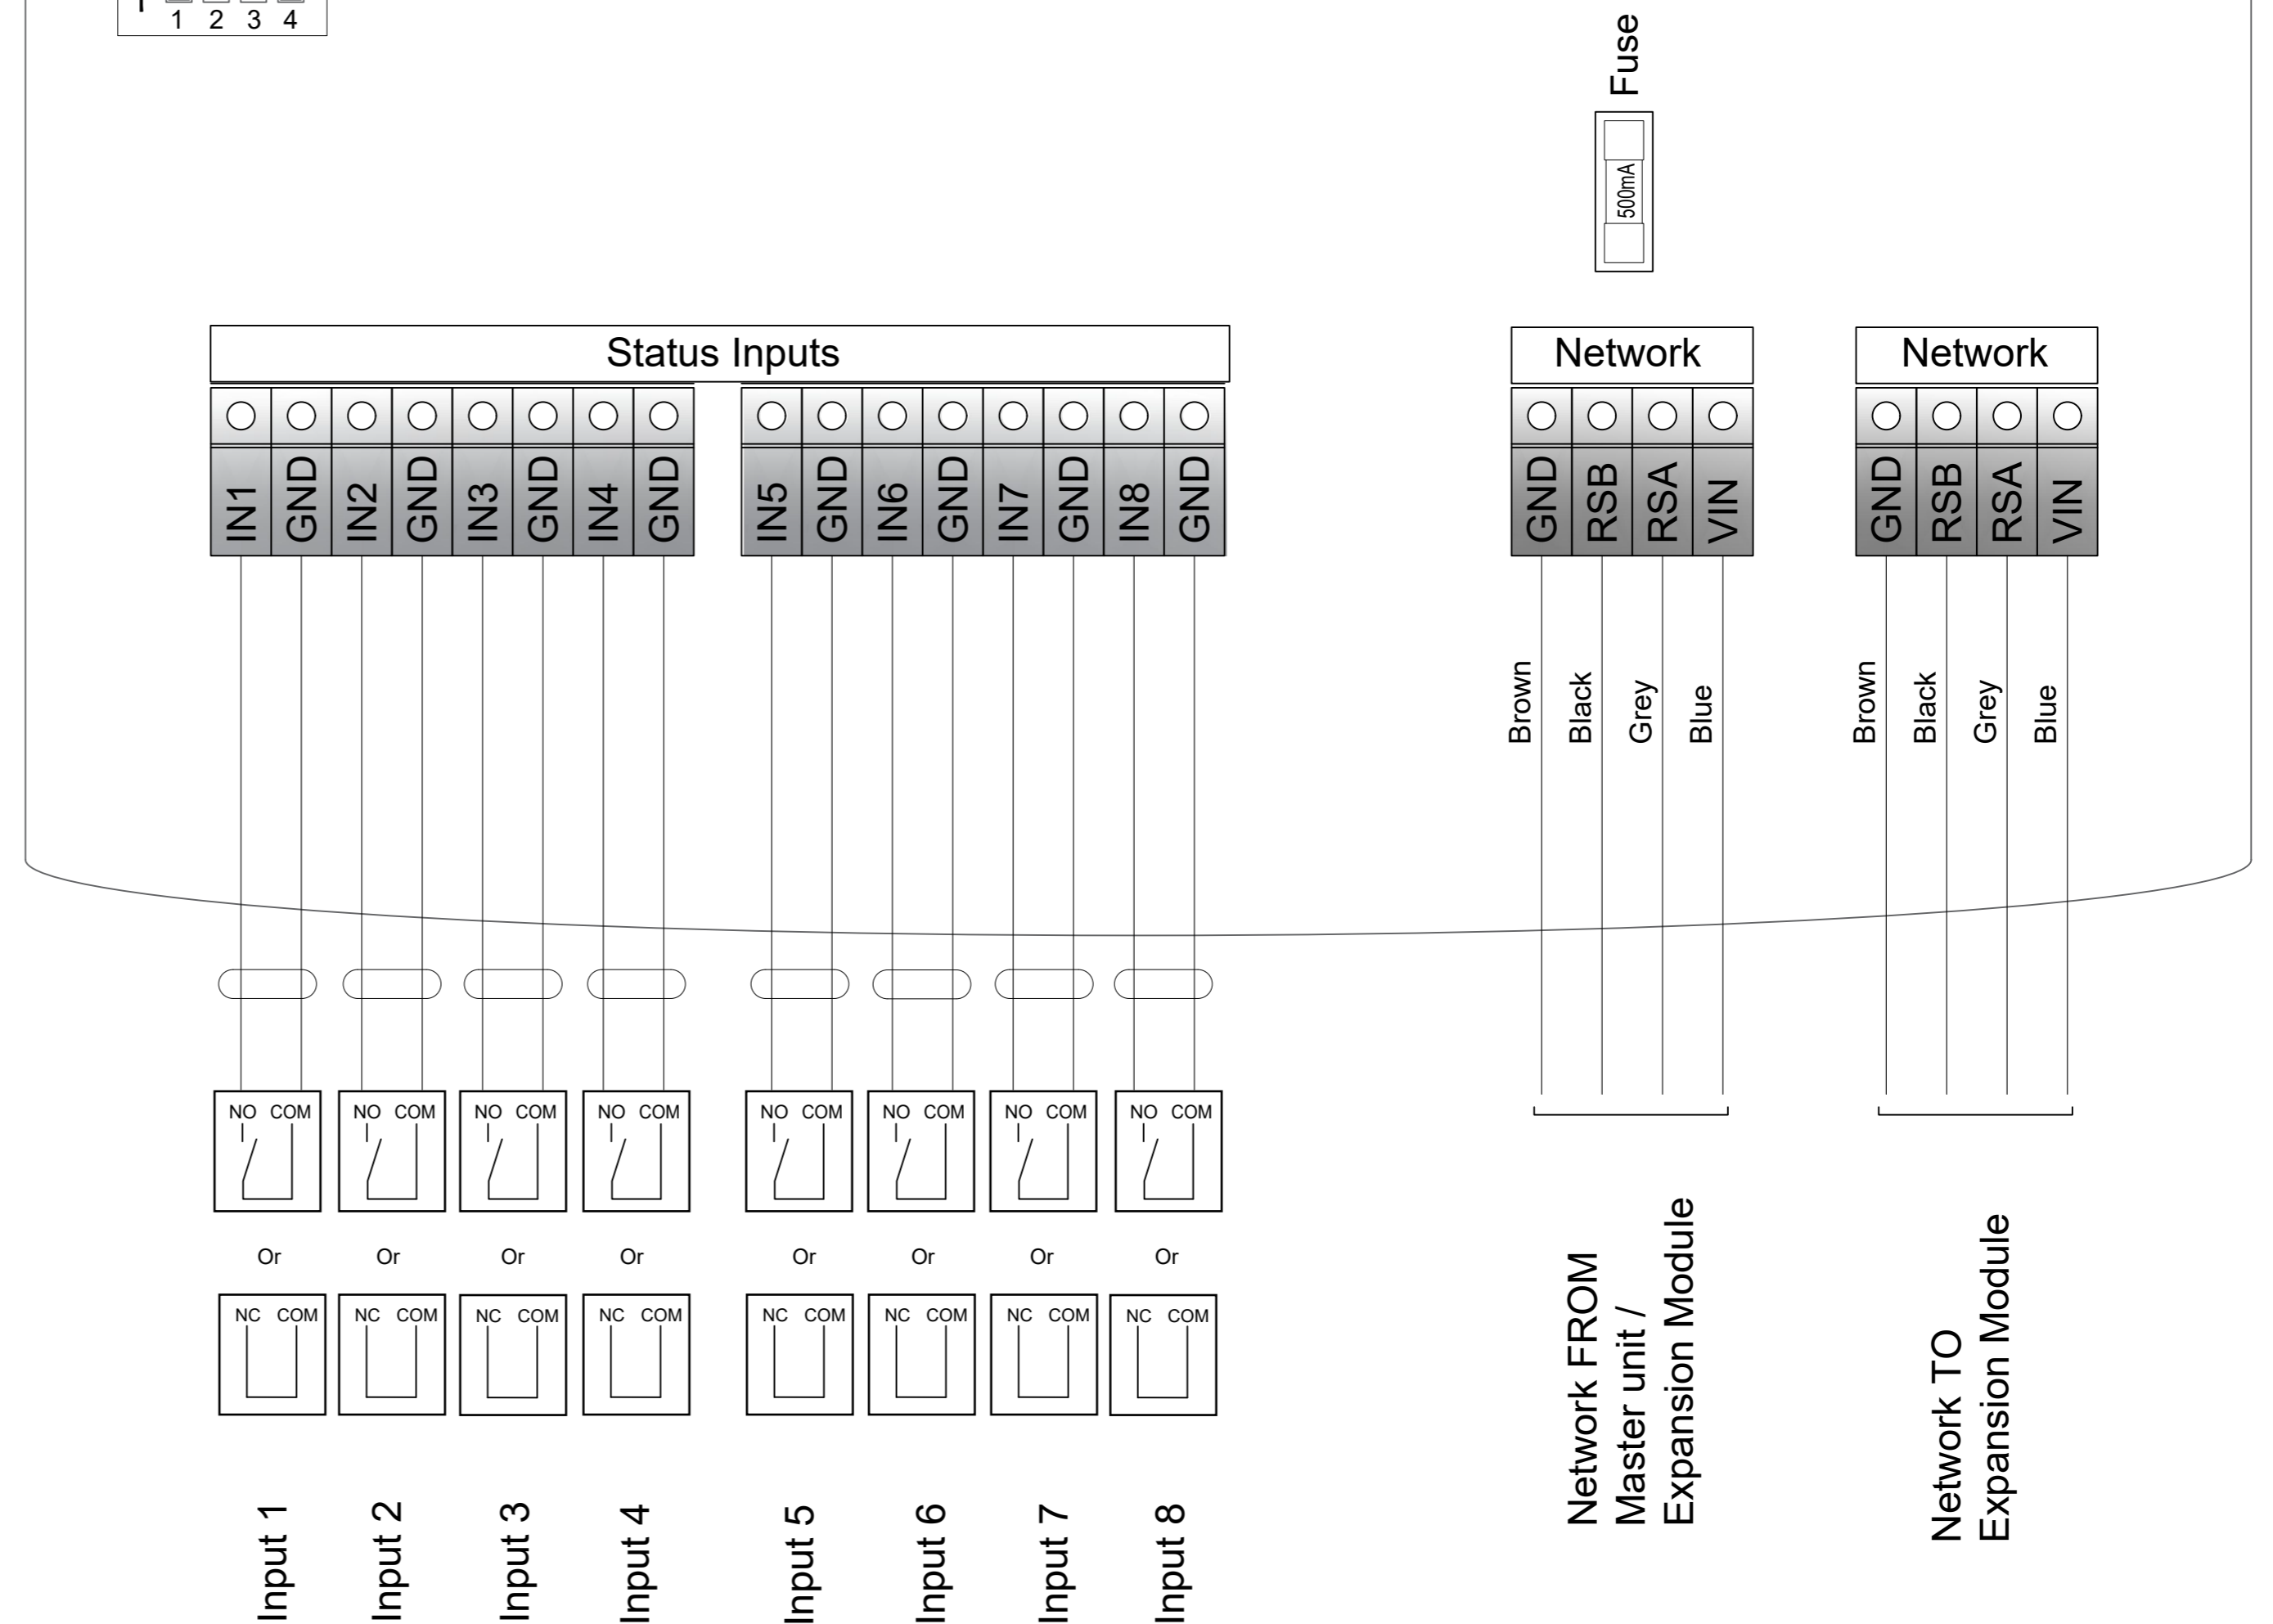 1 2 3 4
Fuse
500mA
Status Inputs
Network
Network
IN1 GND IN2 GND IN3 GND IN4 GND
IN5 GND IN6 GND IN7 GND IN8 GND
GND RSB RSA VIN
GND RSB RSA VIN
Brown Black Grey Blue
Brown Black Grey Blue
NO COM NO COM NO COM NO COM NO COM NO COM NO COM NO COM
Or Or Or Or Or Or Or Or
NC COM NC COM NC COM NC COM NC COM NC COM NC COM NC COM
Input 1
Input 2
Input 3
Input 4
Input 5
Input 6
Input 7
Input 8
Network FROM
Master unit /
Expansion Module
Network TO
Expansion Module